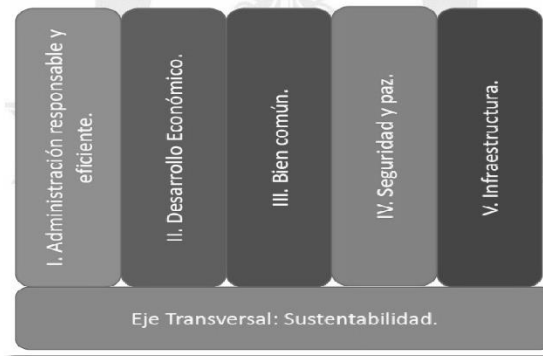 I. Administración responsable y
eficiente.
II. Desarrollo Económico.
III. Bien común.
IV. Seguridad y paz.
V. Infraestructura.
Eje Transversal: Sustentabilidad.